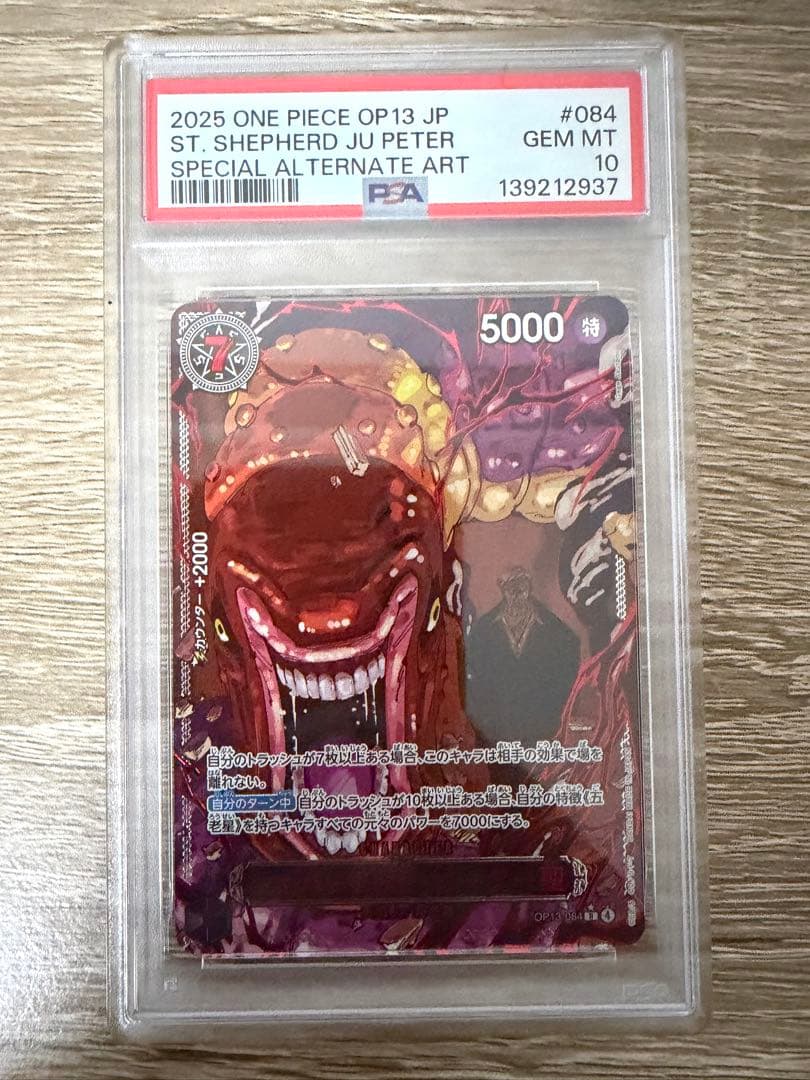 2025 ONE PIECE OP13 JP #084
ST. SHEPHERD JU PETER GEM MT
SPECIAL ALTERNATE ART 10
PSA 139212937
7
5000 特
カウンター +2000
自分のトラッシュが7枚以上ある場合、このキャラは相手の効果で場を
離れない。
自分のターン中 自分のトラッシュが10枚以上ある場合、自分の特徴《五
老星》を持つキャラすべての元々のパワーを7000にする。
CHARACTER
OP13-084 R 4